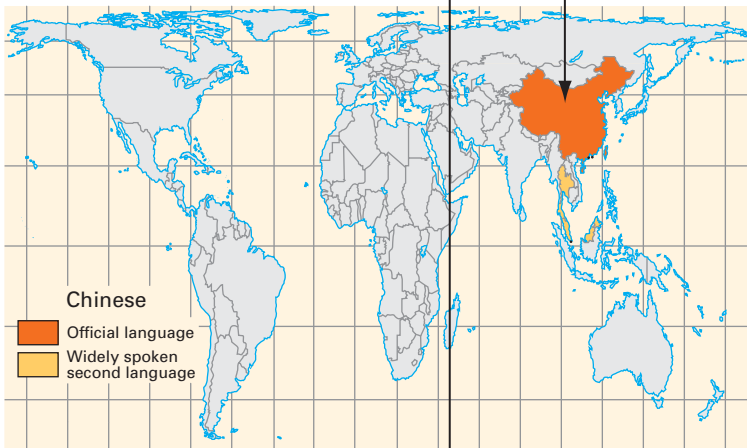 Chinese
Official language
Widely spoken
second language